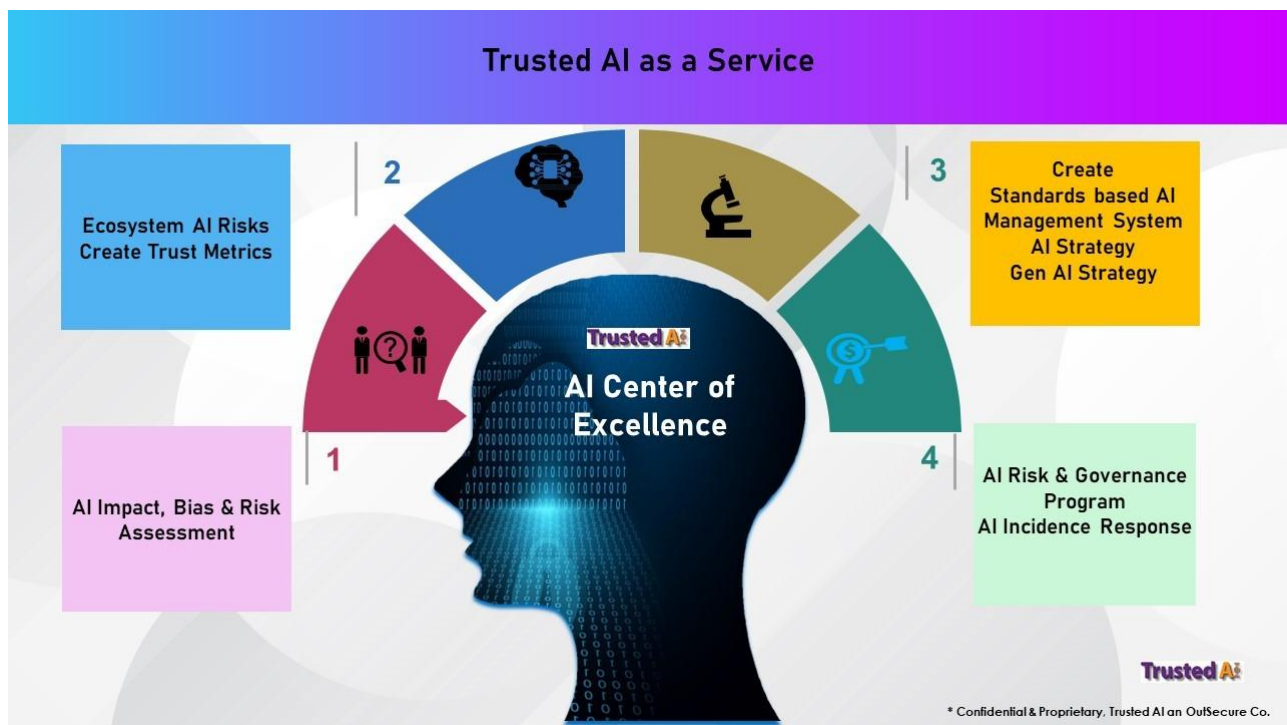 Trusted AI as a Service
2
3
Ecosystem AI Risks
Create Trust Metrics
Create
Standards based AI
Management System
AI Strategy
Gen AI Strategy
?
$
Trusted Ai
AI Center of
Excellence
1
4
AI Impact, Bias & Risk
Assessment
AI Risk & Governance
Program
AI Incidence Response
Trusted Ai
* Confidential & Proprietary, Trusted AI an OutSecure Co.